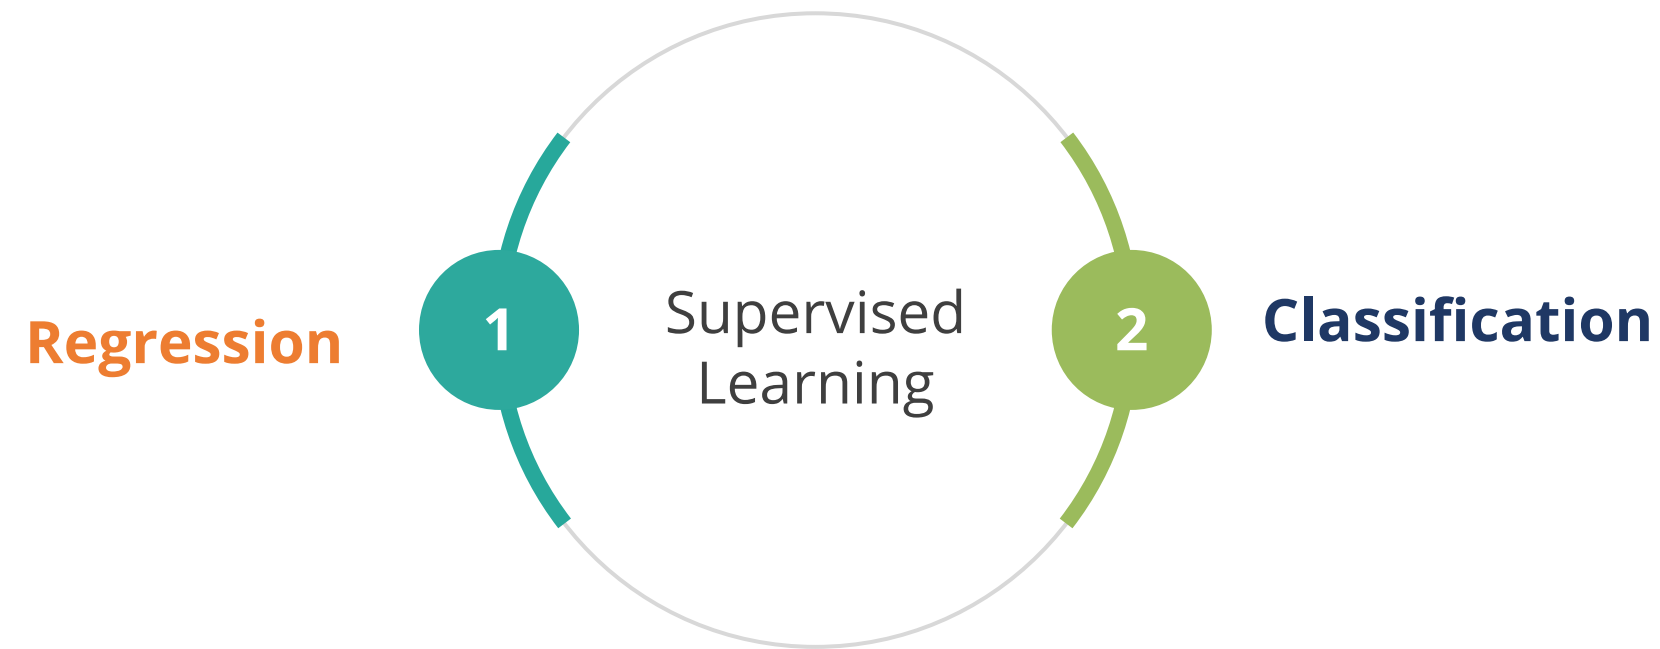 Regression
1
Supervised
Learning
2
Classification